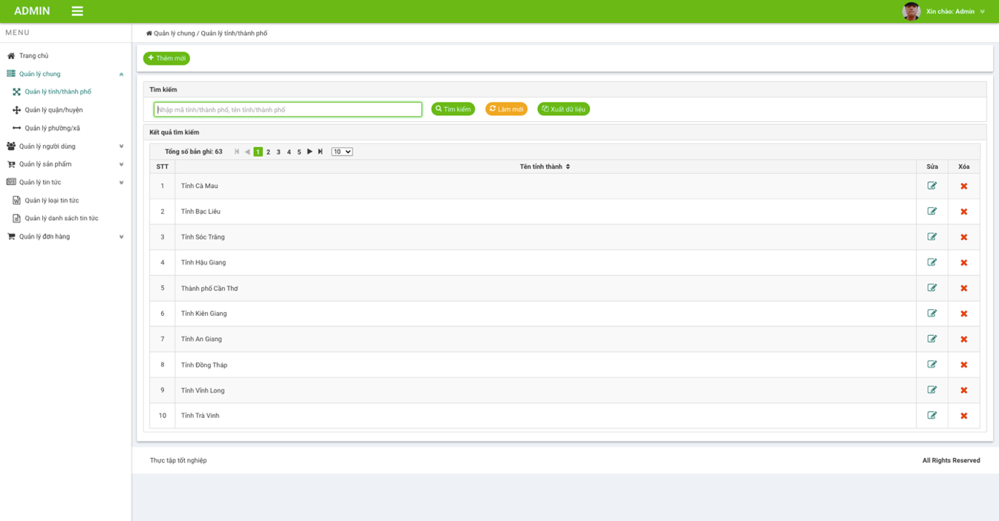 ADMIN
Xin chào: Admin
MENU
Quản lý chung / Quản lý tỉnh/thành phố
Trang chủ
Quản lý chung
Quản lý tỉnh/thành phố
Quản lý quận/huyện
Quản lý phường/xã
Quản lý người dùng
Quản lý sản phẩm
Quản lý tin tức
Quản lý loại tin tức
Quản lý danh sách tin tức
Quản lý đơn hàng
Thêm mới
Tìm kiếm
Nhập mã tỉnh/thành phố, tên tỉnh/thành phố
Tìm kiếm
Làm mới
Xuất dữ liệu
Kết quả tìm kiếm
Tổng số bản ghi: 63 1 2 3 4 5 10
STT Tên tỉnh thành Sửa Xóa
1 Tỉnh Cà Mau
2 Tỉnh Bạc Liêu
3 Tỉnh Sóc Trăng
4 Tỉnh Hậu Giang
5 Thành phố Cần Thơ
6 Tỉnh Kiên Giang
7 Tỉnh An Giang
8 Tỉnh Đồng Tháp
9 Tỉnh Vĩnh Long
10 Tỉnh Trà Vinh
Thực tập tốt nghiệp
All Rights Reserved